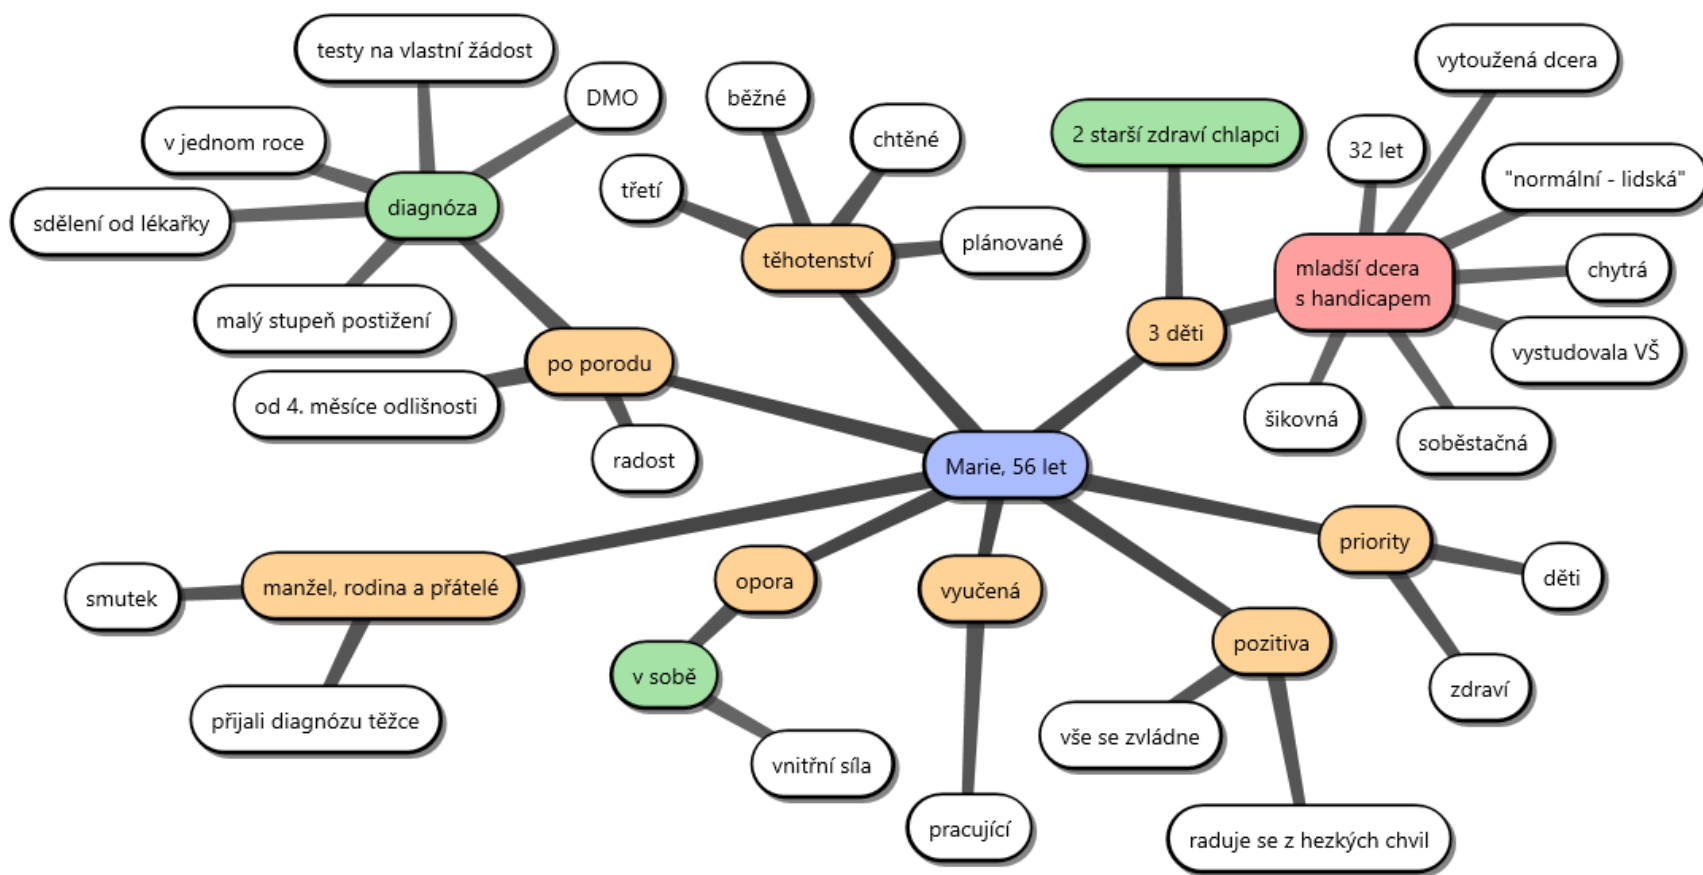 testy na vlastní žádost
DMO
v jednom roce
sdělení od lékařky
diagnóza
malý stupeň postižení
běžné
chtěné
třetí
těhotenství
plánované
2 starší zdraví chlapci
3 děti
vytoužená dcera
32 let
"normální - lidská"
mladší dcera
s handicapem
chytrá
vystudovala VŠ
šikovná
soběstačná
po porodu
od 4. měsíce odlišnosti
radost
Marie, 56 let
manžel, rodina a přátelé
smutek
přijali diagnózu těžce
opora
v sobě
vnitřní síla
vyučená
pracující
pozitiva
vše se zvládne
raduje se z hezkých chvil
priority
děti
zdraví